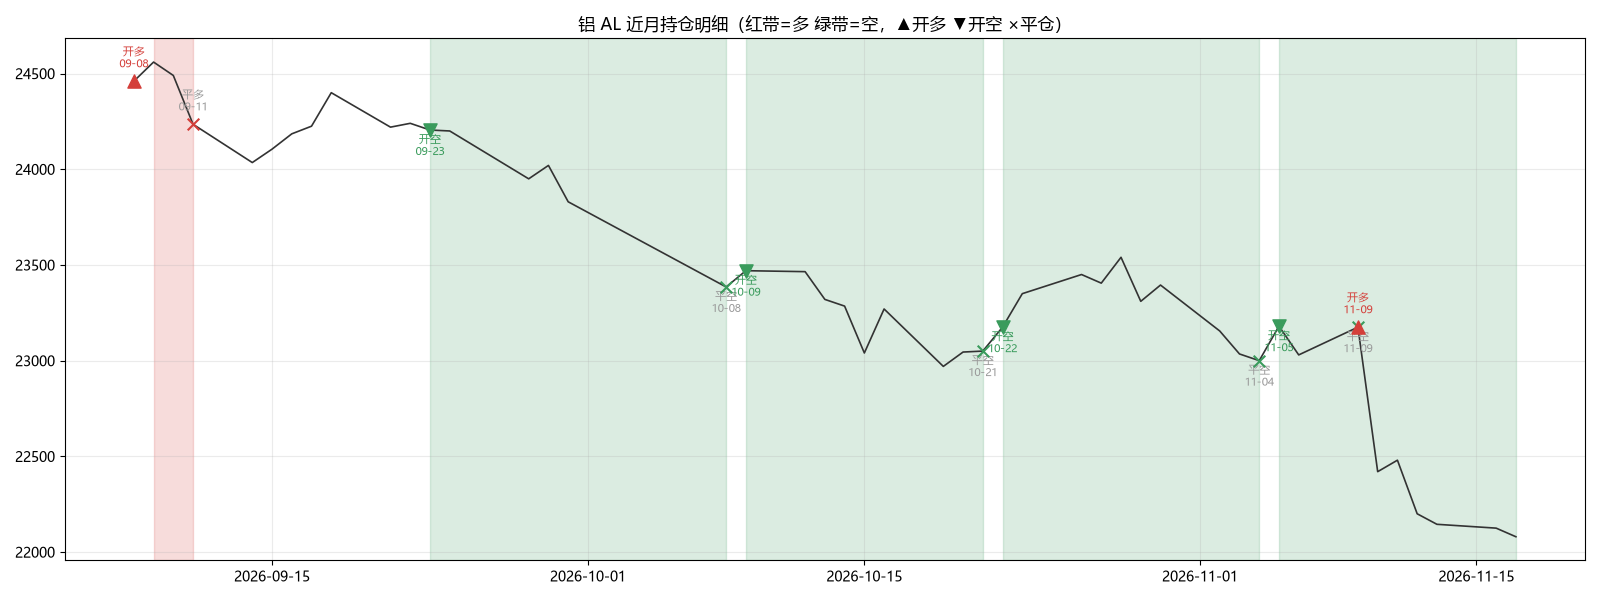 铝 AL 近月持仓明细（红带=多 绿带=空，▲开多 ▼开空 ×平仓）
24500
24000
23500
23000
22500
22000
开多
09-08
平多
09-11
开空
09-23
平空
10-08
开空
10-09
平空
10-21
开空
10-22
平空
11-04
开空
11-05
开多
11-09
平空
11-09
2026-09-15
2026-10-01
2026-10-15
2026-11-01
2026-11-15